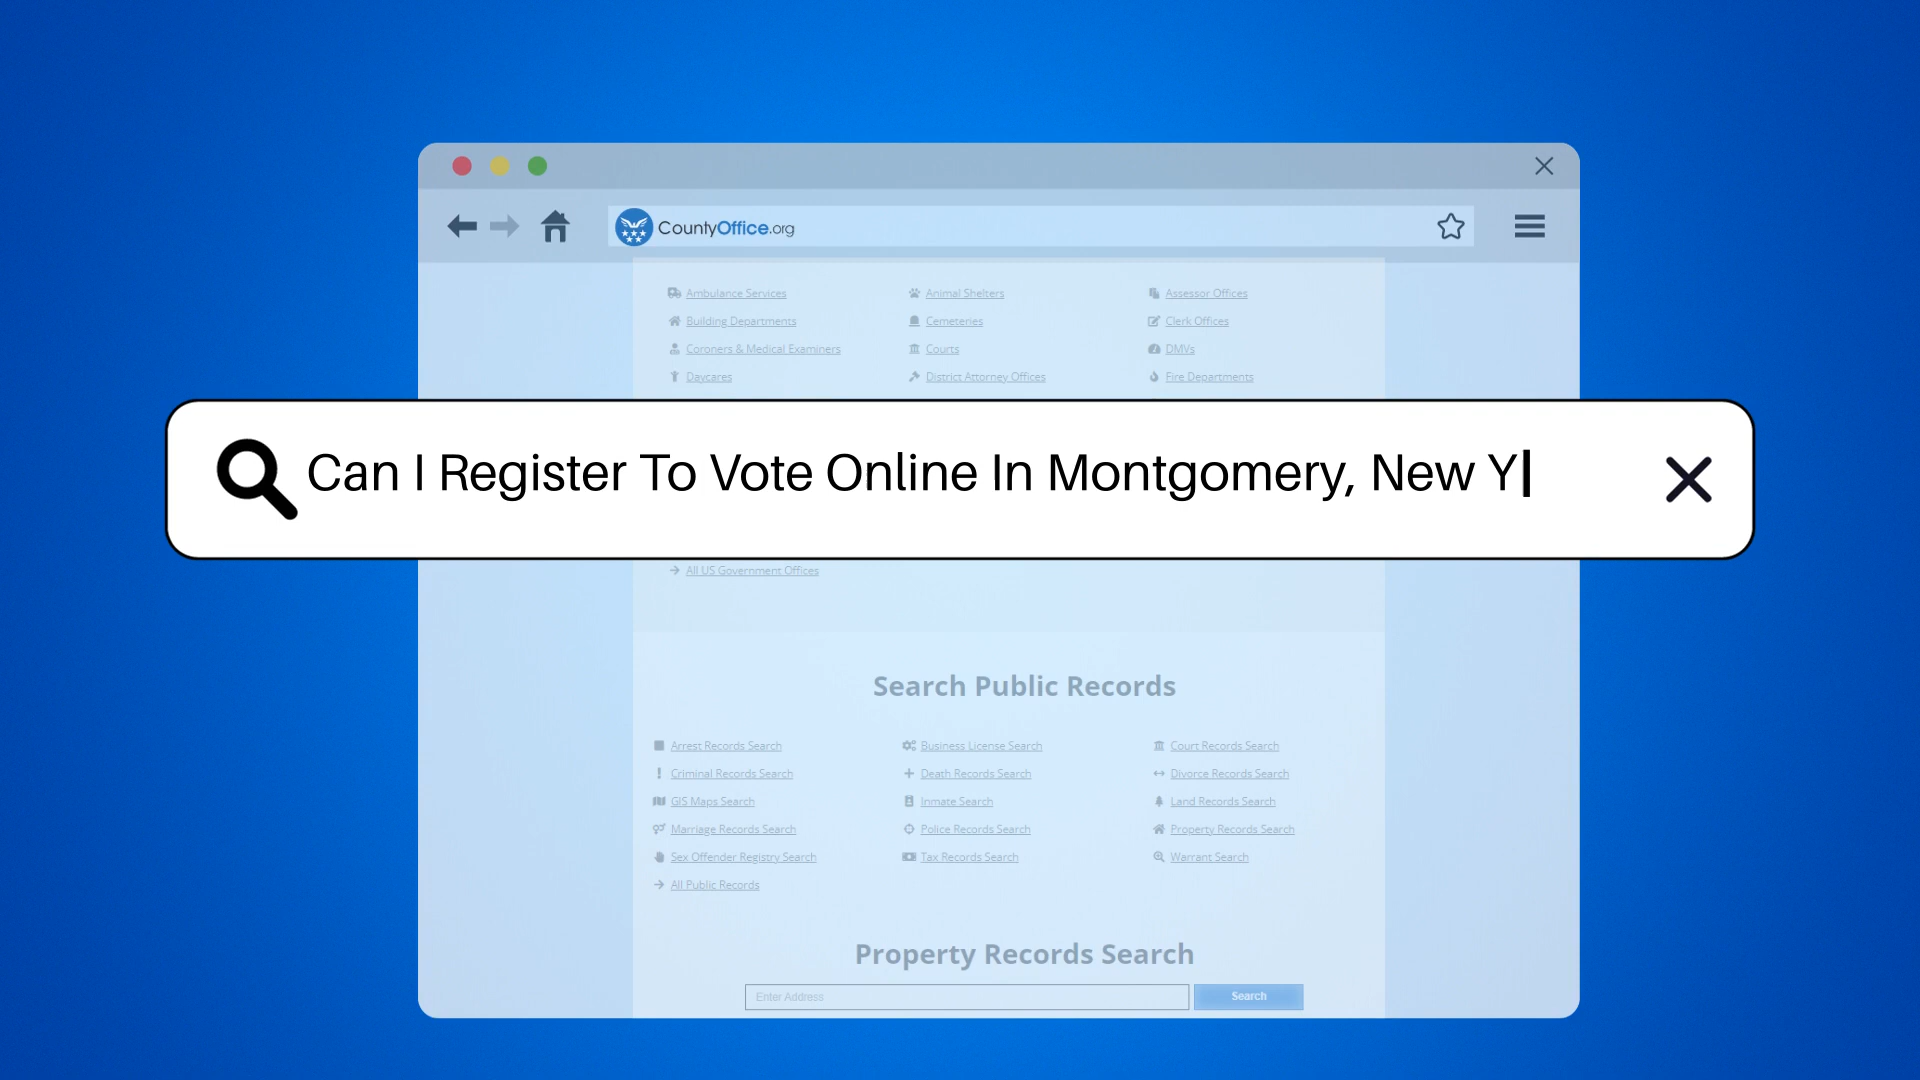 CountyOffice.org
Ambulance Services Animal Shelters Assessor Offices
Building Departments Cemeteries Clerk Offices
Coroners & Medical Examiners Courts DMVs
Daycares District Attorney Offices Fire Departments
Can I Register To Vote Online In Montgomery, New Y
All US Government Offices
Search Public Records
Arrest Records Search Business License Search Court Records Search
Criminal Records Search Death Records Search Divorce Records Search
GIS Maps Search Inmate Search Land Records Search
Marriage Records Search Police Records Search Property Records Search
Sex Offender Registry Search Tax Records Search Warrant Search
All Public Records
Property Records Search
Enter Address Search